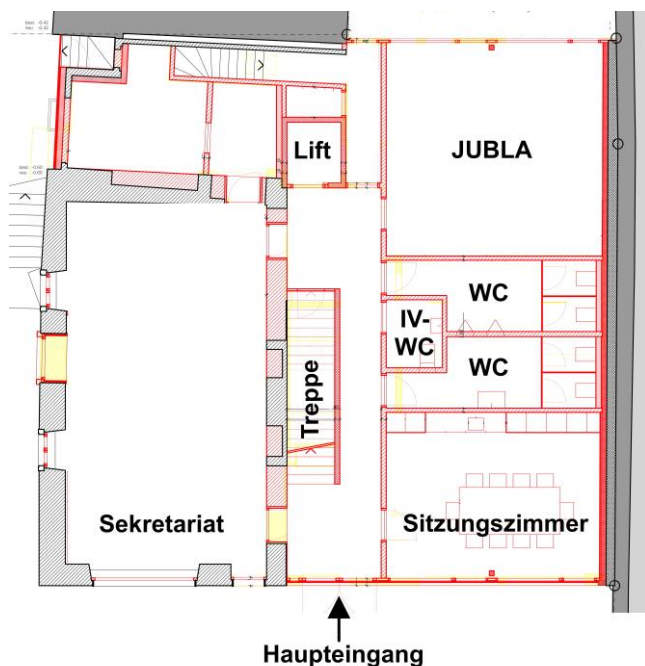 Lift
JUBLA
WC
IV-
WC
WC
Treppe
Sekretariat
Sitzungszimmer
Haupteingang